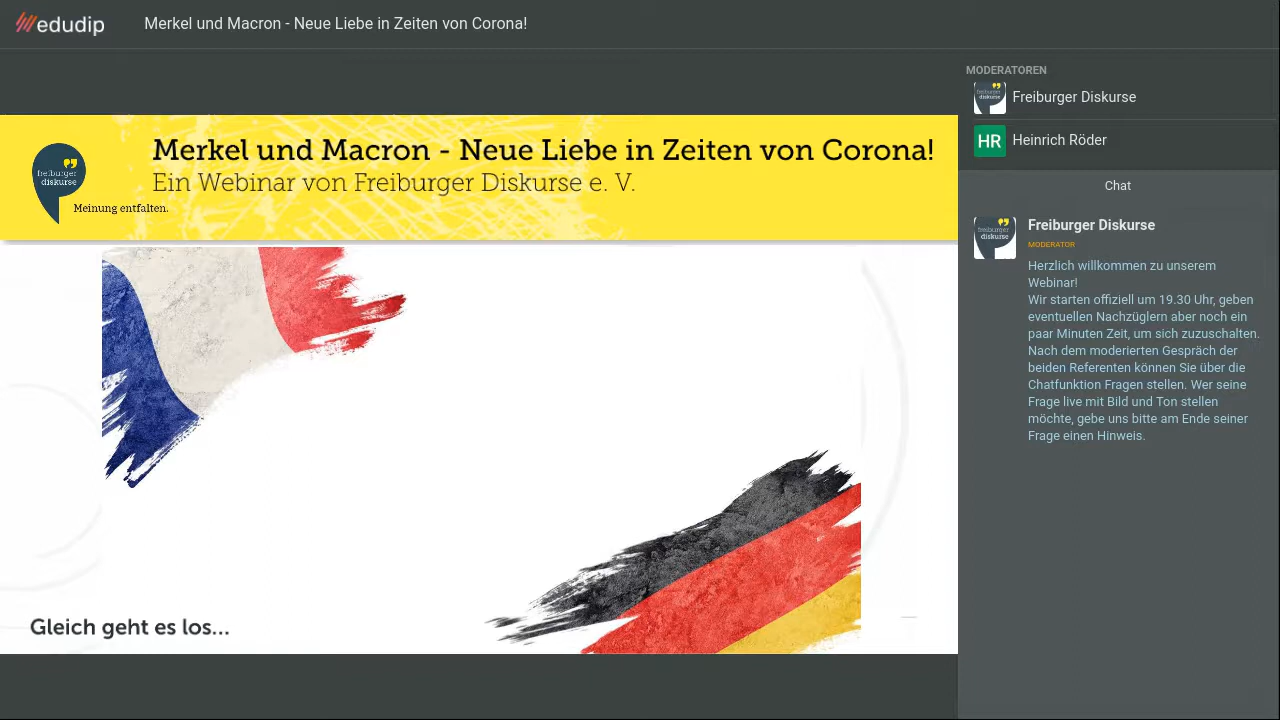 edudip
Merkel und Macron - Neue Liebe in Zeiten von Corona!
MODERATOREN
freiburger
diskurse
Freiburger Diskurse
HR
Heinrich Röder
Merkel und Macron - Neue Liebe in Zeiten von Corona!
Ein Webinar von Freiburger Diskurse e. V.
freiburger
diskurse
Meinung entfalten.
Gleich geht es los...
Chat
freiburger
diskurse
Freiburger Diskurse
MODERATOR
Herzlich willkommen zu unserem
Webinar!
Wir starten offiziell um 19.30 Uhr, geben
eventuellen Nachzüglern aber noch ein
paar Minuten Zeit, um sich zuzuschalten.
Nach dem moderierten Gespräch der
beiden Referenten können Sie über die
Chatfunktion Fragen stellen. Wer seine
Frage live mit Bild und Ton stellen
möchte, gebe uns bitte am Ende seiner
Frage einen Hinweis.